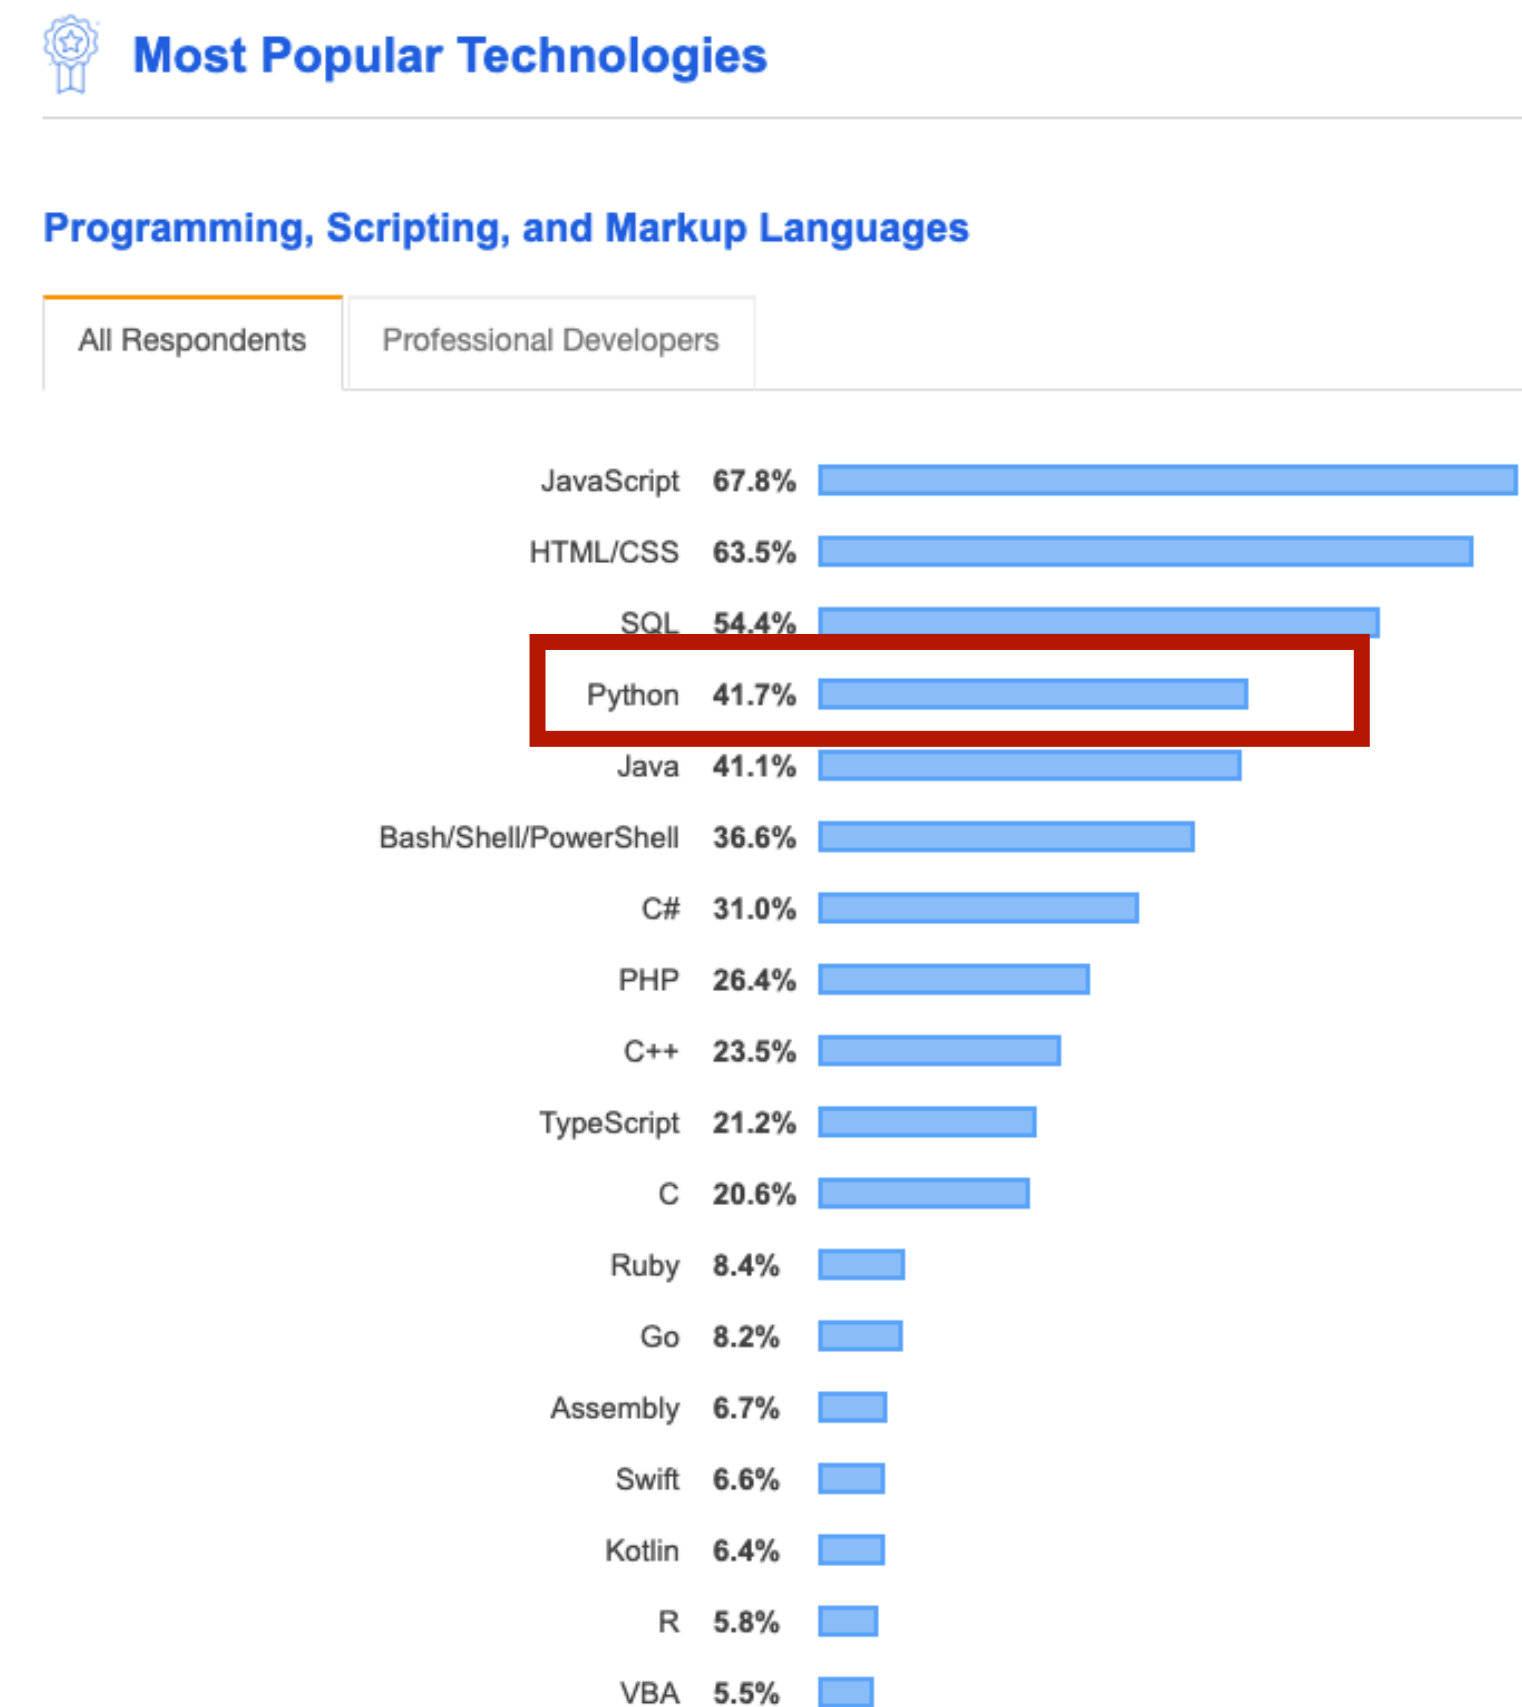 Most Popular Technologies
Programming, Scripting, and Markup Languages
All Respondents Professional Developers
JavaScript 67.8%
HTML/CSS 63.5%
SQL 54.4%
Python 41.7%
Java 41.1%
Bash/Shell/PowerShell 36.6%
C# 31.0%
PHP 26.4%
C++ 23.5%
TypeScript 21.2%
C 20.6%
Ruby 8.4%
Go 8.2%
Assembly 6.7%
Swift 6.6%
Kotlin 6.4%
R 5.8%
VBA 5.5%